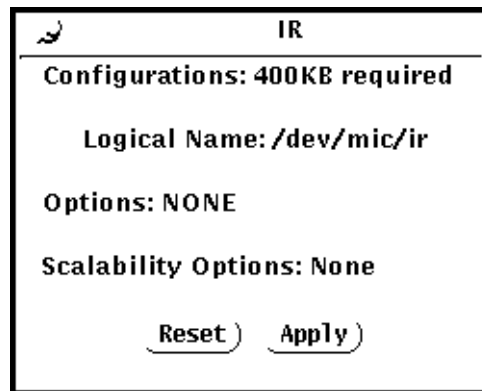 IR
Configurations: 400KB required
Logical Name: /dev/mic/ir
Options: NONE
Scalability Options: None
Reset Apply